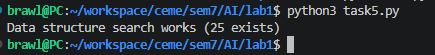 brawl@PC:~/workspace/ceme/sem7/AI/lab1$ python3 task5.py
Data structure search works (25 exists)
brawl@PC:~/workspace/ceme/sem7/AI/lab1$